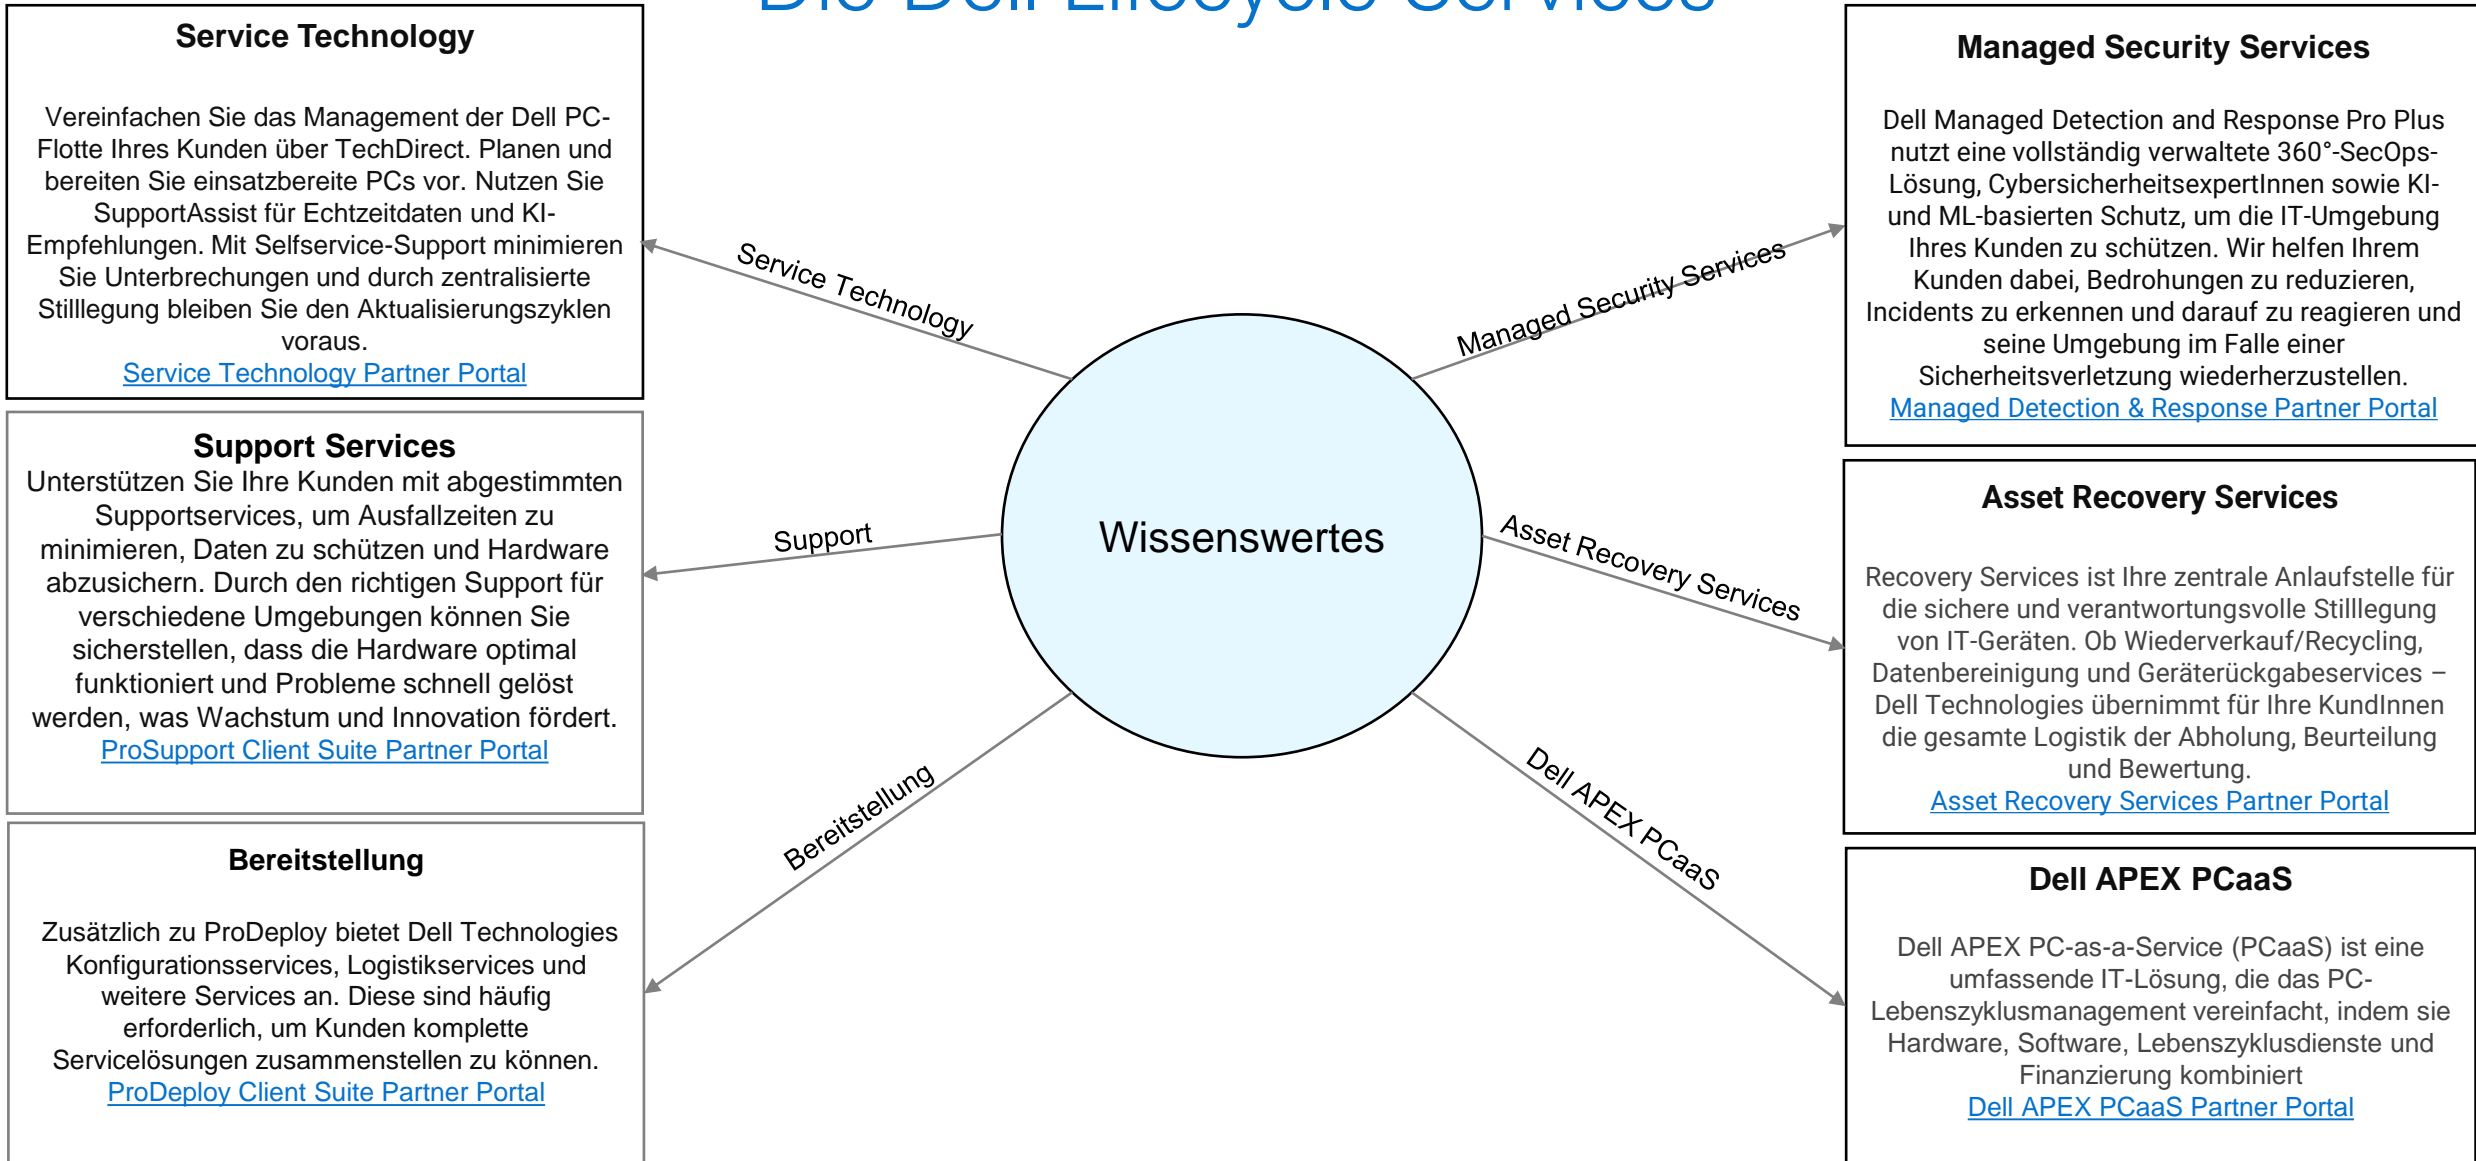 Die Dell Lifecycle Services
Service Technology
Vereinfachen Sie das Management der Dell PC-
Flotte Ihres Kunden über TechDirect. Planen und
bereiten Sie einsatzbereite PCs vor. Nutzen Sie
SupportAssist für Echtzeitdaten und KI-
Empfehlungen. Mit Selfservice-Support minimieren
Sie Unterbrechungen und durch zentralisierte
Stilllegung bleiben Sie den Aktualisierungszyklen
voraus.
Service Technology Partner Portal
Support Services
Unterstützen Sie Ihre Kunden mit abgestimmten
Supportservices, um Ausfallzeiten zu
minimieren, Daten zu schützen und Hardware
abzusichern. Durch den richtigen Support für
verschiedene Umgebungen können Sie
sicherstellen, dass die Hardware optimal
funktioniert und Probleme schnell gelöst
werden, was Wachstum und Innovation fördert.
ProSupport Client Suite Partner Portal
Bereitstellung
Zusätzlich zu ProDeploy bietet Dell Technologies
Konfigurationsservices, Logistikservices und
weitere Services an. Diese sind häufig
erforderlich, um Kunden komplette
Servicelösungen zusammenstellen zu können.
ProDeploy Client Suite Partner Portal
Service Technology
Support
Bereitstellung
Wissenswertes
Managed Security Services
Asset Recovery Services
Dell APEX PCaaS
Managed Security Services
Dell Managed Detection and Response Pro Plus
nutzt eine vollständig verwaltete 360°-SecOps-
Lösung, CybersicherheitsexpertInnen sowie KI-
und ML-basierten Schutz, um die IT-Umgebung
Ihres Kunden zu schützen. Wir helfen Ihrem
Kunden dabei, Bedrohungen zu reduzieren,
Incidents zu erkennen und darauf zu reagieren und
seine Umgebung im Falle einer
Sicherheitsverletzung wiederherzustellen.
Managed Detection & Response Partner Portal
Asset Recovery Services
Recovery Services ist Ihre zentrale Anlaufstelle für
die sichere und verantwortungsvolle Stilllegung
von IT-Geräten. Ob Wiederverkauf/Recycling,
Datenbereinigung und Geräterückgabeservices –
Dell Technologies übernimmt für Ihre KundInnen
die gesamte Logistik der Abholung, Beurteilung
und Bewertung.
Asset Recovery Services Partner Portal
Dell APEX PCaaS
Dell APEX PC-as-a-Service (PCaaS) ist eine
umfassende IT-Lösung, die das PC-
Lebenszyklusmanagement vereinfacht, indem sie
Hardware, Software, Lebenszyklusdienste und
Finanzierung kombiniert
Dell APEX PCaaS Partner Portal